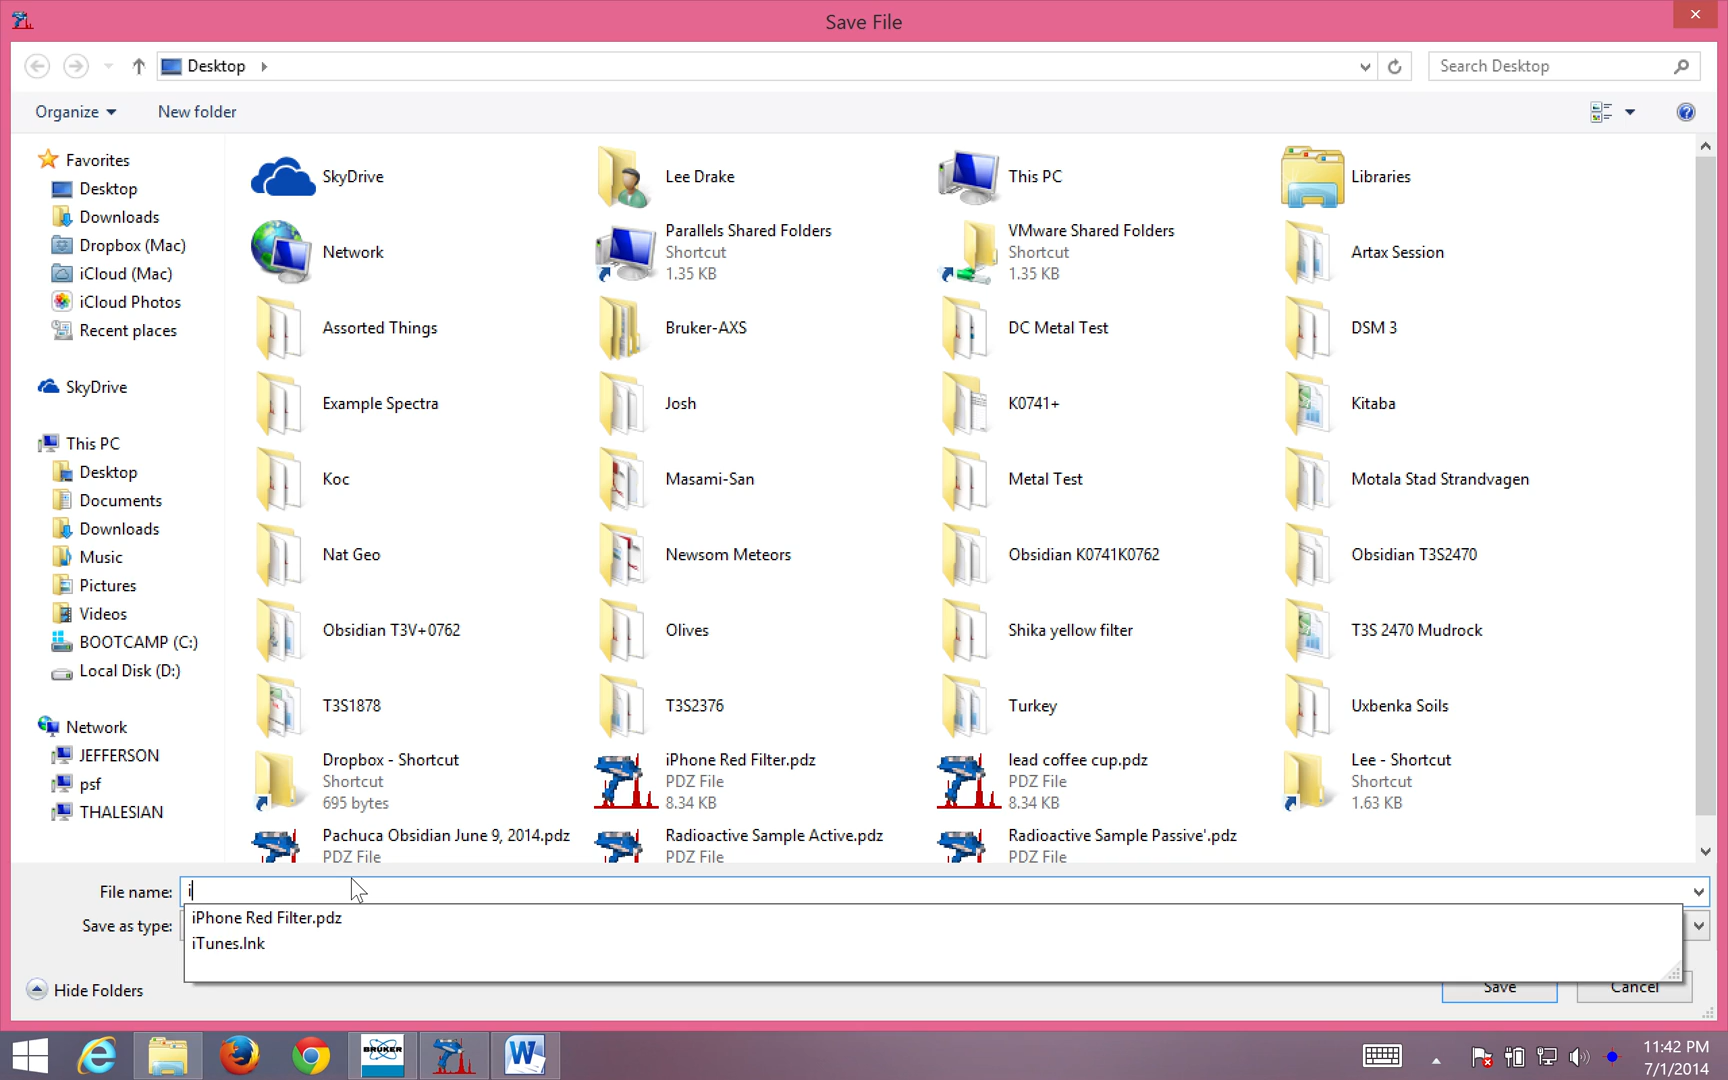 Save File
Desktop
Search Desktop
Organize
New folder
Favorites
Desktop
Downloads
Dropbox (Mac)
iCloud (Mac)
iCloud Photos
Recent places
SkyDrive
This PC
Desktop
Documents
Downloads
Music
Pictures
Videos
BOOTCAMP (C:)
Local Disk (D:)
Network
JEFFERSON
psf
THALESIAN
SkyDrive
Lee Drake
This PC
Libraries
Network
Parallels Shared Folders
Shortcut
1.35 KB
VMware Shared Folders
Shortcut
1.35 KB
Artax Session
Assorted Things
Bruker-AXS
DC Metal Test
DSM 3
Example Spectra
Josh
K0741+
Kitaba
Koc
Masami-San
Metal Test
Motala Stad Strandvagen
Nat Geo
Newsom Meteors
Obsidian K0741K0762
Obsidian T3S2470
Obsidian T3V+0762
Olives
Shika yellow filter
T3S 2470 Mudrock
T3S1878
T3S2376
Turkey
Uxbenka Soils
Dropbox - Shortcut
Shortcut
695 bytes
iPhone Red Filter.pdz
PDZ File
8.34 KB
lead coffee cup.pdz
PDZ File
8.34 KB
Lee - Shortcut
Shortcut
1.63 KB
Pachuca Obsidian June 9, 2014.pdz
PDZ File
Radioactive Sample Active.pdz
PDZ File
Radioactive Sample Passive'.pdz
PDZ File
File name: i
iPhone Red Filter.pdz
Save as type:
iTunes.lnk
Hide Folders
Save
Cancel
BRUKER
11:42 PM
7/1/2014